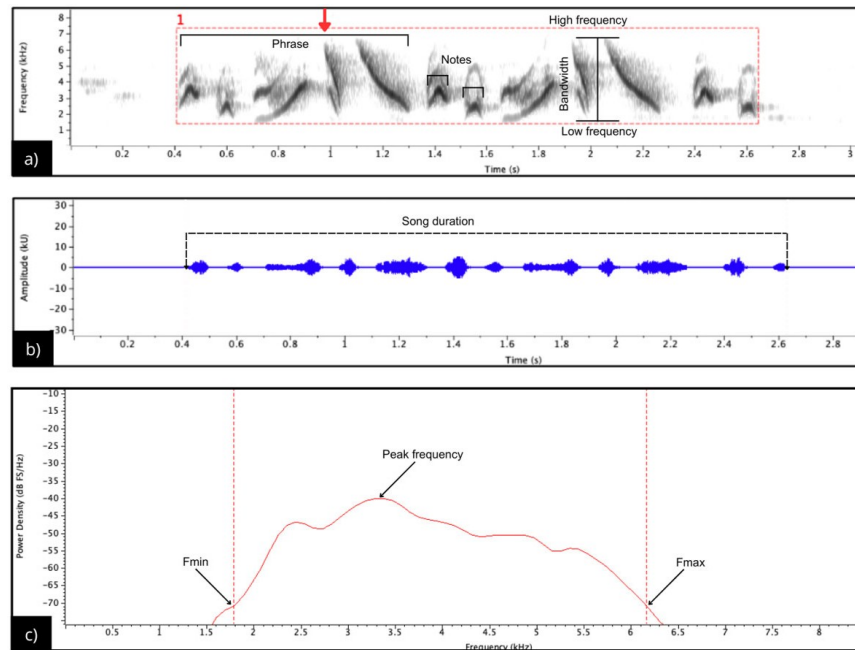 1
High frequency
Phrase
Notes
Bandwidth
Low frequency
Frequency (kHz)
8
7
6
5
4
3
2
1
0.2 0.4 0.6 0.8 1 1.2 1.4 1.6 1.8 2 2.2 2.4 2.6 2.8 3
Time (s)
a)
Song duration
Amplitude (kU)
30
20
10
0
-10
-20
-30
0.2 0.4 0.6 0.8 1 1.2 1.4 1.6 1.8 2 2.2 2.4 2.6 2.8
Time (s)
b)
Peak frequency
Fmin
Fmax
Power Density (dB FS/Hz)
-10
-15
-20
-25
-30
-35
-40
-45
-50
-55
-60
-65
-70
0.5 1 1.5 2 2.5 3 3.5 4 4.5 5 5.5 6 6.5 7 7.5 8
Frequency (kHz)
c)